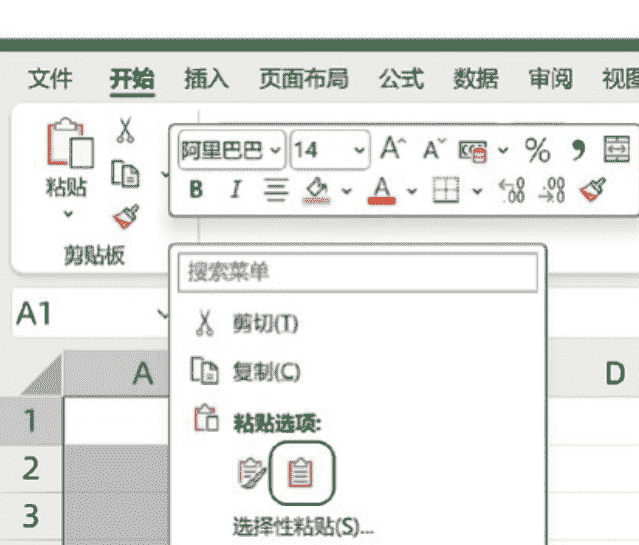 文件 开始 插入 页面布局 公式 数据 审阅 视图
阿里巴巴 14 A A %
粘贴
B I A .00 .00
剪贴板
搜索菜单
A1
剪切(T)
A D
复制(C)
1
粘贴选项:
2
3
选择性粘贴(S)...